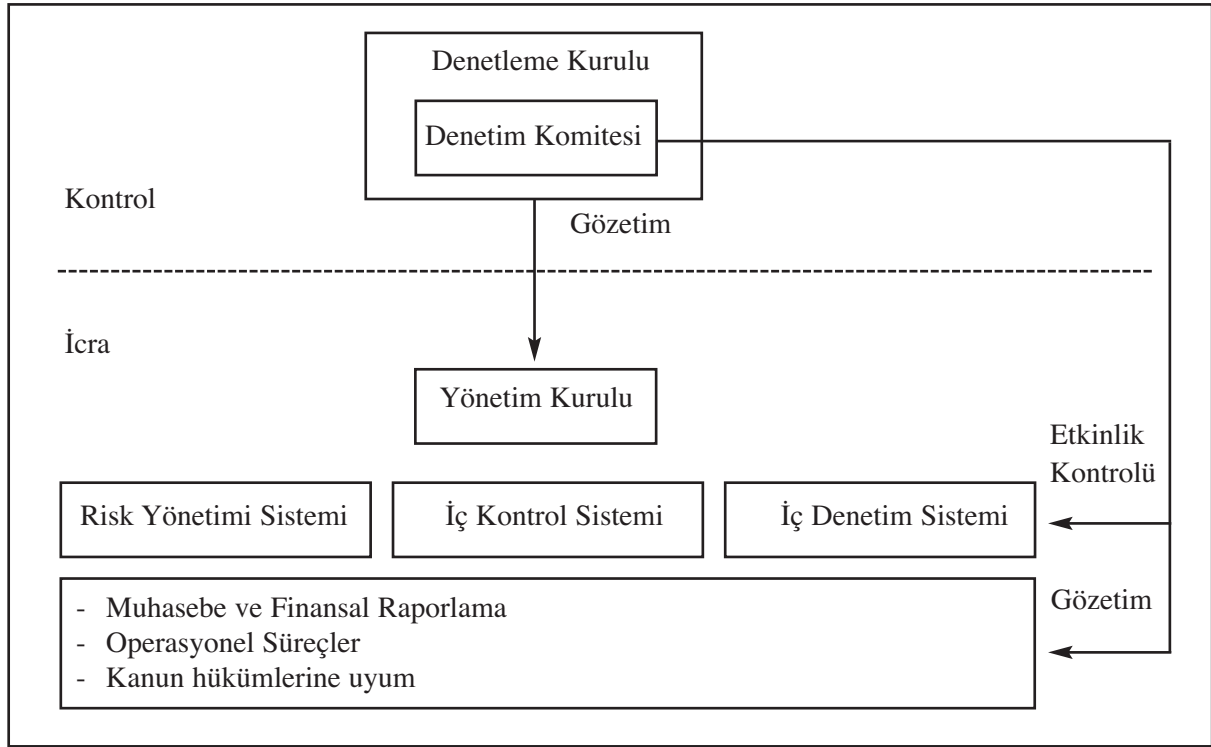 Denetleme Kurulu
Denetim Komitesi
Kontrol
Gözetim
İcra
Yönetim Kurulu
Etkinlik
Kontrolü
Risk Yönetimi Sistemi
İç Kontrol Sistemi
İç Denetim Sistemi
Gözetim
- Muhasebe ve Finansal Raporlama
- Operasyonel Süreçler
- Kanun hükümlerine uyum